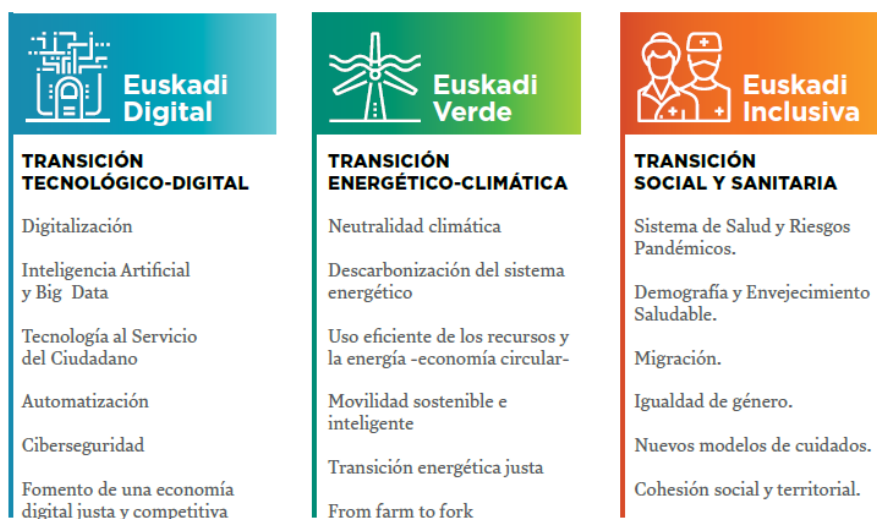 Euskadi
Digital
TRANSICIÓN
TECNOLÓGICO-DIGITAL
Digitalización
Inteligencia Artificial
y Big Data
Tecnología al Servicio
del Ciudadano
Automatización
Ciberseguridad
Fomento de una economía
digital justa y competitiva
Euskadi
Verde
TRANSICIÓN
ENERGÉTICO-CLIMÁTICA
Neutralidad climática
Descarbonización del sistema
energético
Uso eficiente de los recursos y
la energía -economía circular-
Movilidad sostenible e
inteligente
Transición energética justa
From farm to fork
Euskadi
Inclusiva
TRANSICIÓN
SOCIAL Y SANITARIA
Sistema de Salud y Riesgos
Pandémicos.
Demografía y Envejecimiento
Saludable.
Migración.
Igualdad de género.
Nuevos modelos de cuidados.
Cohesión social y territorial.